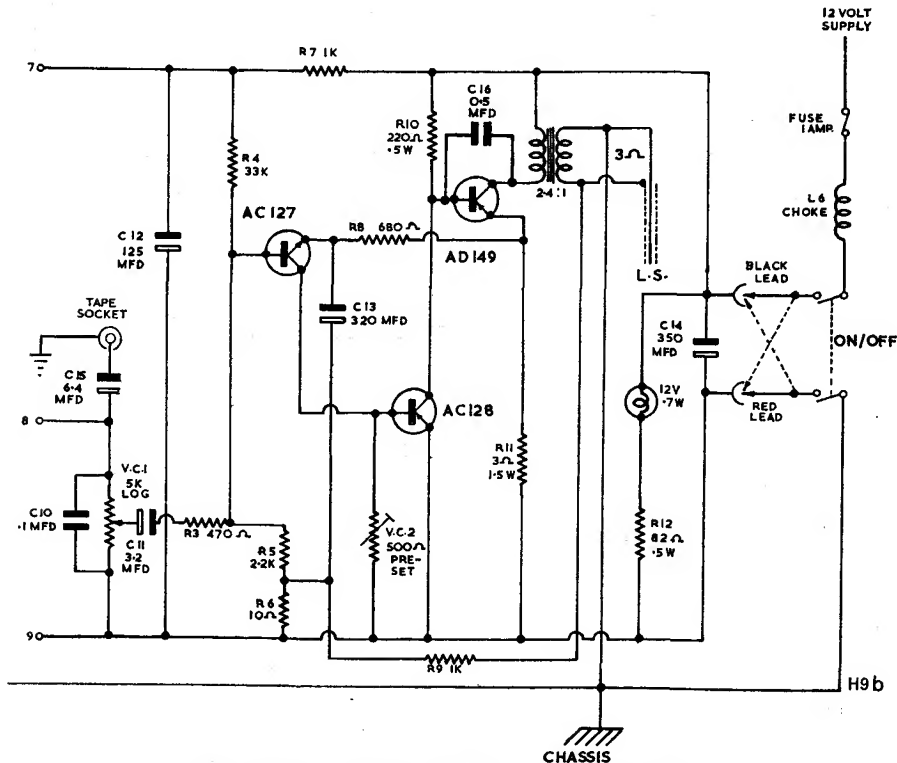 12 VOLT
SUPPLY
R7 1K
7
C16
0·5
MFD
R10
220Ω
·5W
FUSE
1AMP.
3Ω
R4
33K
2·4:1
L6
CHOKE
AC127
R8 680Ω
C12
125
MFD
AD149
L·S·
BLACK
LEAD
TAPE
SOCKET
C13
320 MFD
C14
350
MFD
ON/OFF
C15
6·4
MFD
12V
·7W
RED
LEAD
8
AC128
R11
3Ω
1·5W
V.C.1
5K
LOG
C10
·1 MFD
R3 470Ω
C11
3·2
MFD
R5
2·2K
V.C.2
500Ω
PRE-
SET
R12
82Ω
·5W
R6
10Ω
9
R9 1K
H9b
CHASSIS